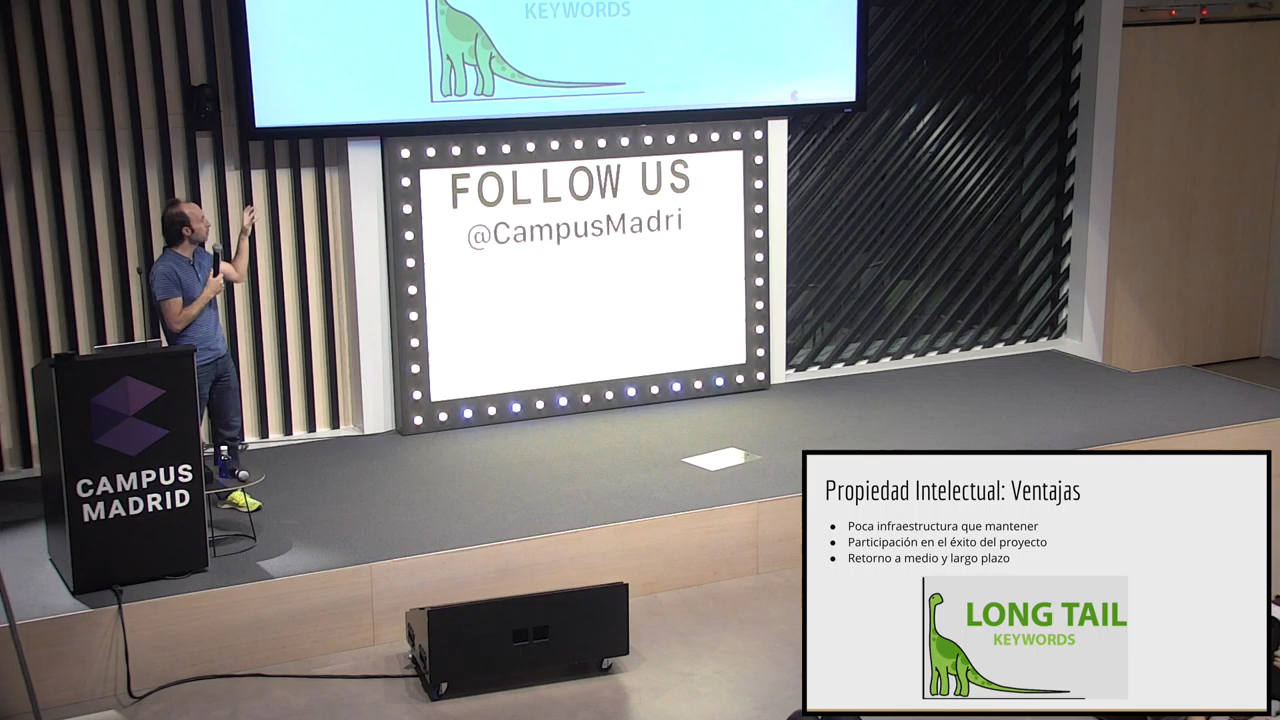 KEYWORDS
FOLLOW US
@CampusMadri
CAMPUS
MADRID
Propiedad Intelectual: Ventajas
● Poca infraestructura que mantener
● Participación en el éxito del proyecto
● Retorno a medio y largo plazo
LONG TAIL
KEYWORDS